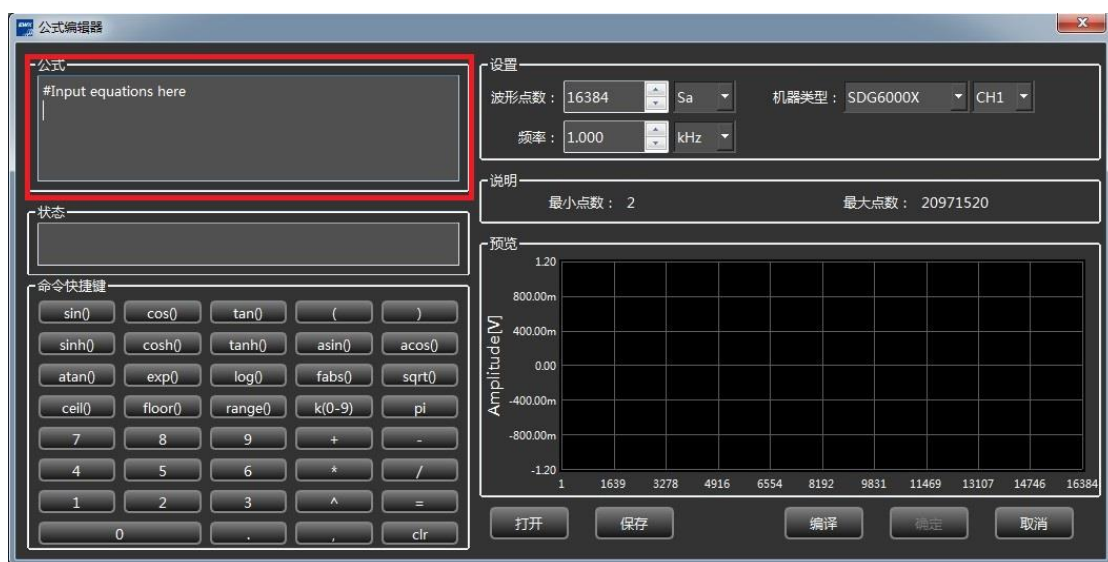 公式编辑器
公式
#Input equations here
设置
波形点数： 16384 Sa 机器类型： SDG6000X CH1
频率： 1.000 kHz
说明
最小点数： 2 最大点数： 20971520
状态
命令快捷键
sin() cos() tan() ( )
sinh() cosh() tanh() asin() acos()
atan() exp() log() fabs() sqrt()
ceil() floor() range() k(0-9) pi
7 8 9 + -
4 5 6 * /
1 2 3 ^ =
0 . , clr
预览
Amplitude[V]
1.20
800.00m
400.00m
0.00
-400.00m
-800.00m
-1.20
1 1639 3278 4916 6554 8192 9831 11469 13107 14746 16384
打开 保存 编译 确定 取消